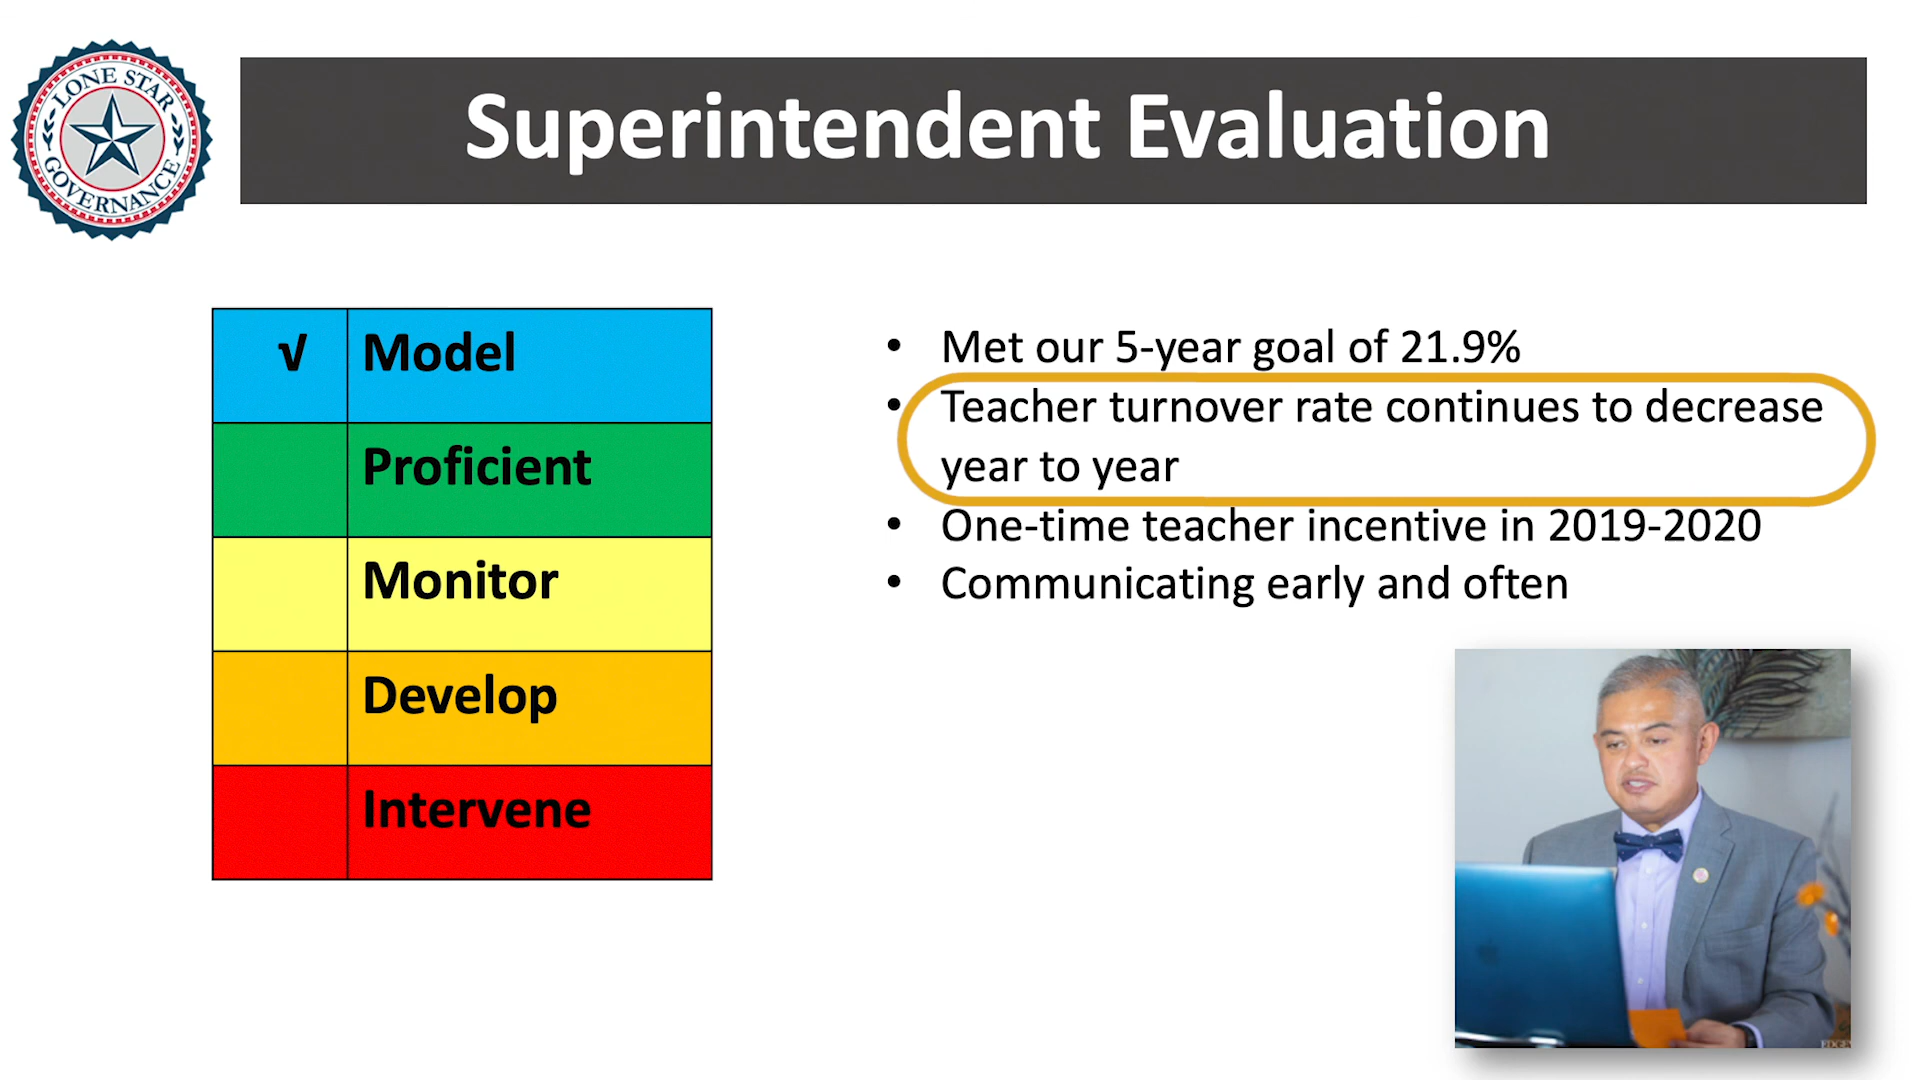 LONE STAR
GOVERNANCE
Superintendent Evaluation
√ Model
Proficient
Monitor
Develop
Intervene
• Met our 5-year goal of 21.9%
• Teacher turnover rate continues to decrease
year to year
• One-time teacher incentive in 2019-2020
• Communicating early and often